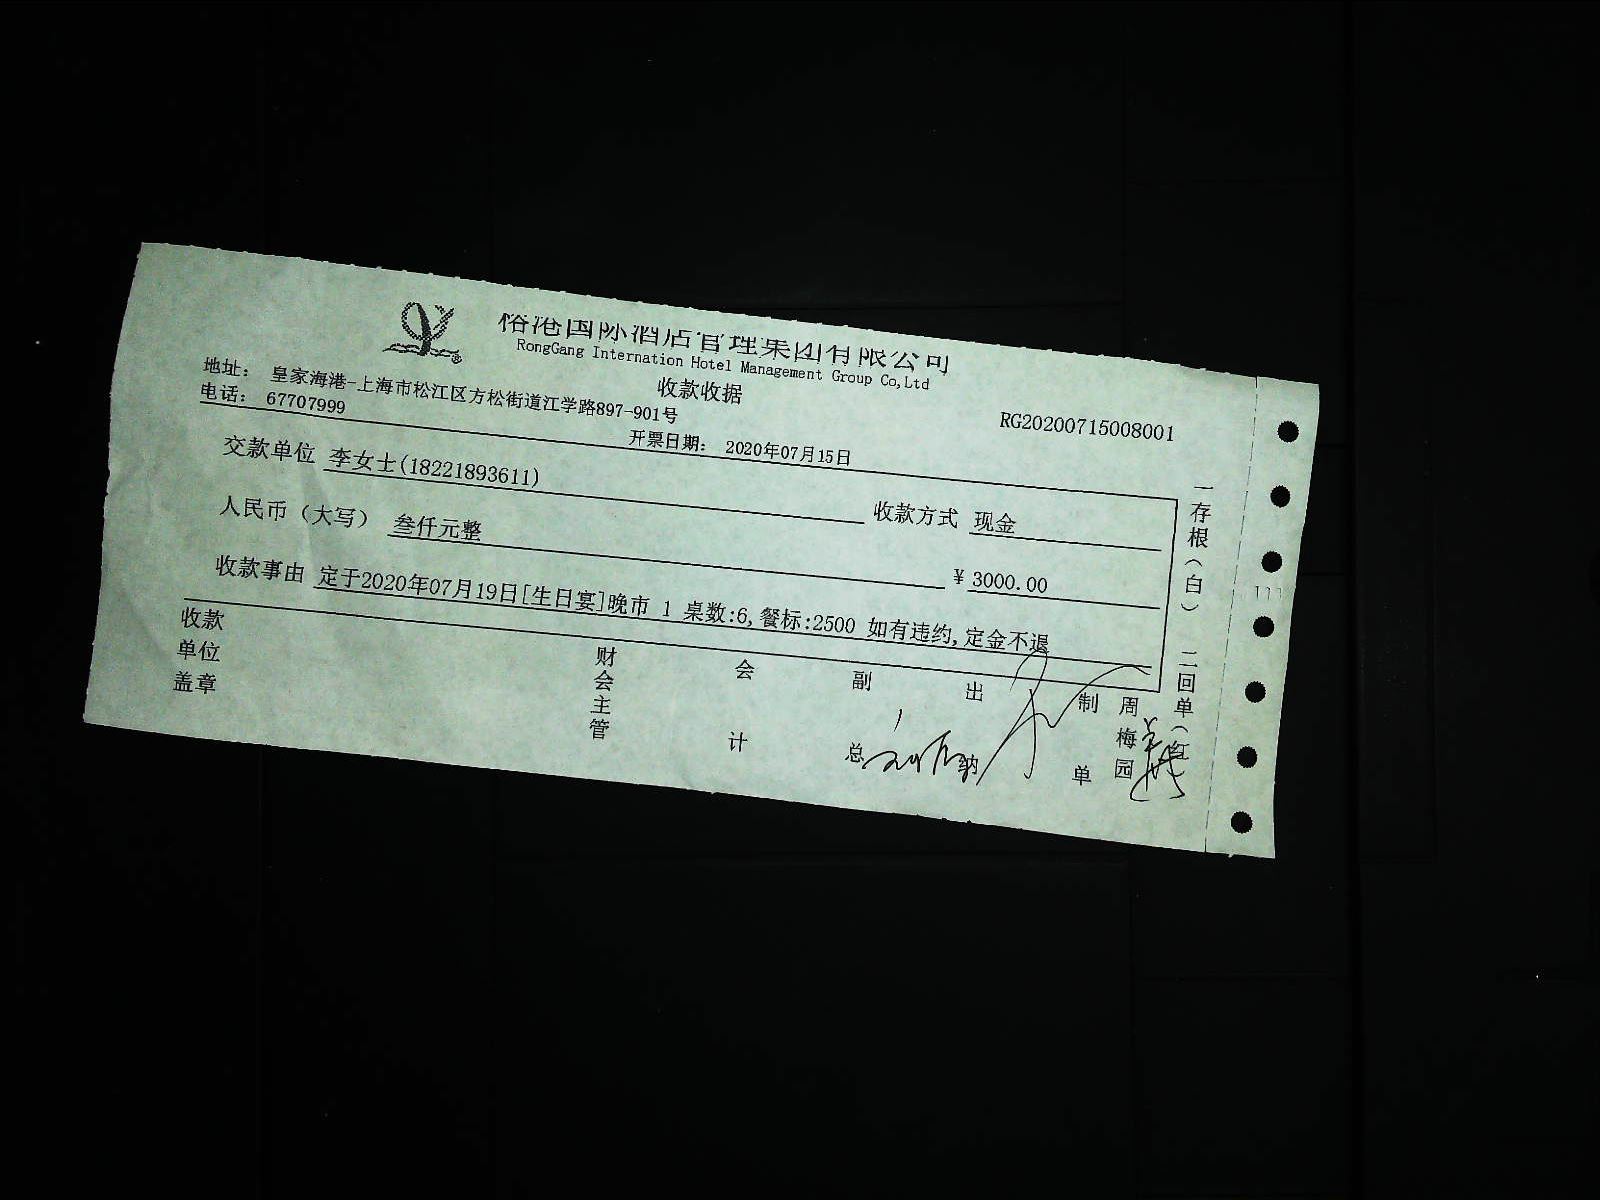 裕港国际酒店管理集团有限公司
RongGang Internation Hotel Management Group Co,Ltd
收款收据
地址: 皇家海港-上海市松江区方松街道江学路897-901号
电话: 67707999
RG20200715008001
开票日期: 2020年07月15日
交款单位 李女士(18221893611)
收款方式 现金
人民币（大写） 叁仟元整
¥ 3000.00
收款事由 定于2020年07月19日[生日宴]晚市 1 桌数:6,餐标:2500 如有违约,定金不退
收款单位盖章
财会主管
会计
副总
出纳
制单
周梅园
一存根（白） 二回单（红）